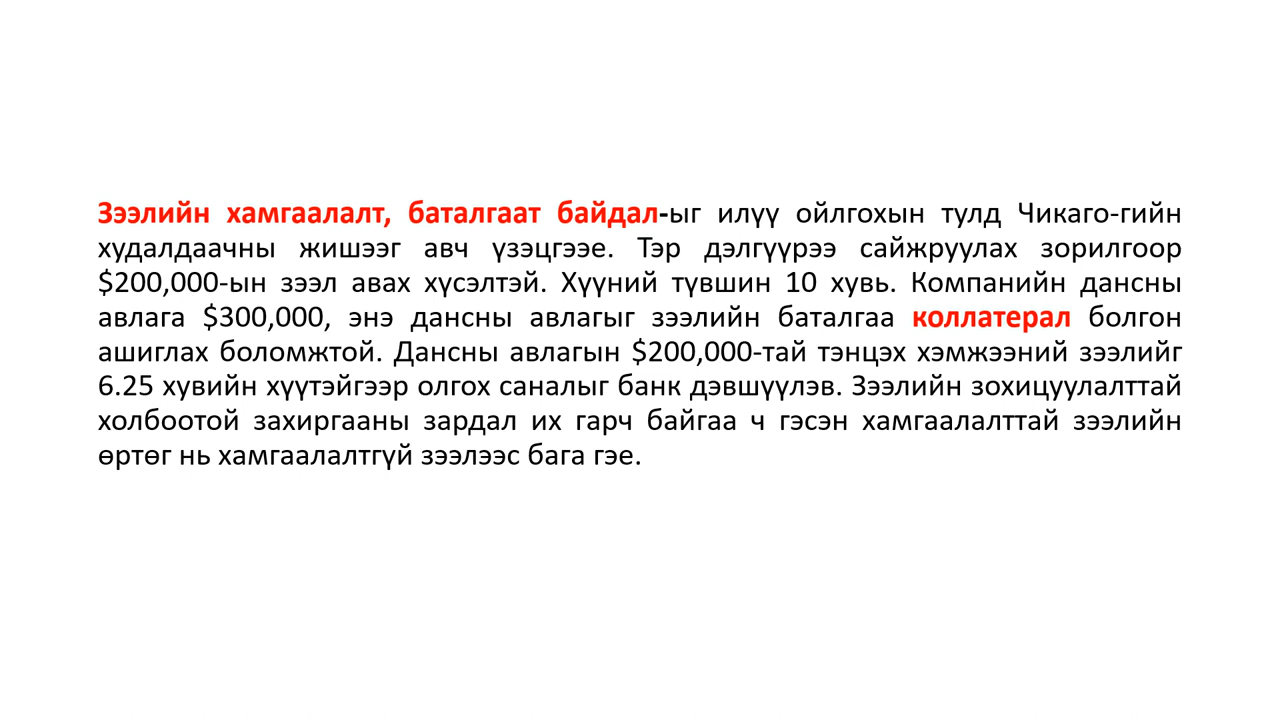 Зээлийн хамгаалалт, баталгаат байдал-ыг илүү ойлгохын тулд Чикаго-гийн
худалдаачны жишээг авч үзэцгээе. Тэр дэлгүүрээ сайжруулах зорилгоор
$200,000-ын зээл авах хүсэлтэй. Хүүний түвшин 10 хувь. Компанийн дансны
авлага $300,000, энэ дансны авлагыг зээлийн баталгаа коллатерал болгон
ашиглах боломжтой. Дансны авлагын $200,000-тай тэнцэх хэмжээний зээлийг
6.25 хувийн хүүтэйгээр олгох саналыг банк дэвшүүлэв. Зээлийн зохицуулалттай
холбоотой захиргааны зардал их гарч байгаа ч гэсэн хамгаалалттай зээлийн
өртөг нь хамгаалалтгүй зээлээс бага гэе.